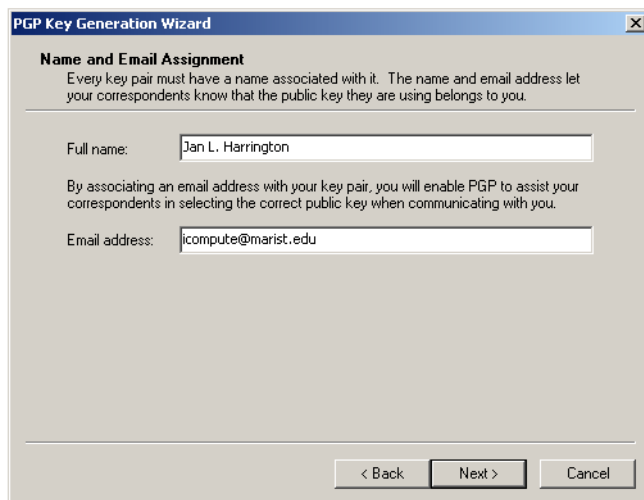 PGP Key Generation Wizard
Name and Email Assignment
Every key pair must have a name associated with it. The name and email address let
your correspondents know that the public key they are using belongs to you.
Full name: Jan L. Harrington
By associating an email address with your key pair, you will enable PGP to assist your
correspondents in selecting the correct public key when communicating with you.
Email address: icompute@marist.edu
< Back Next > Cancel